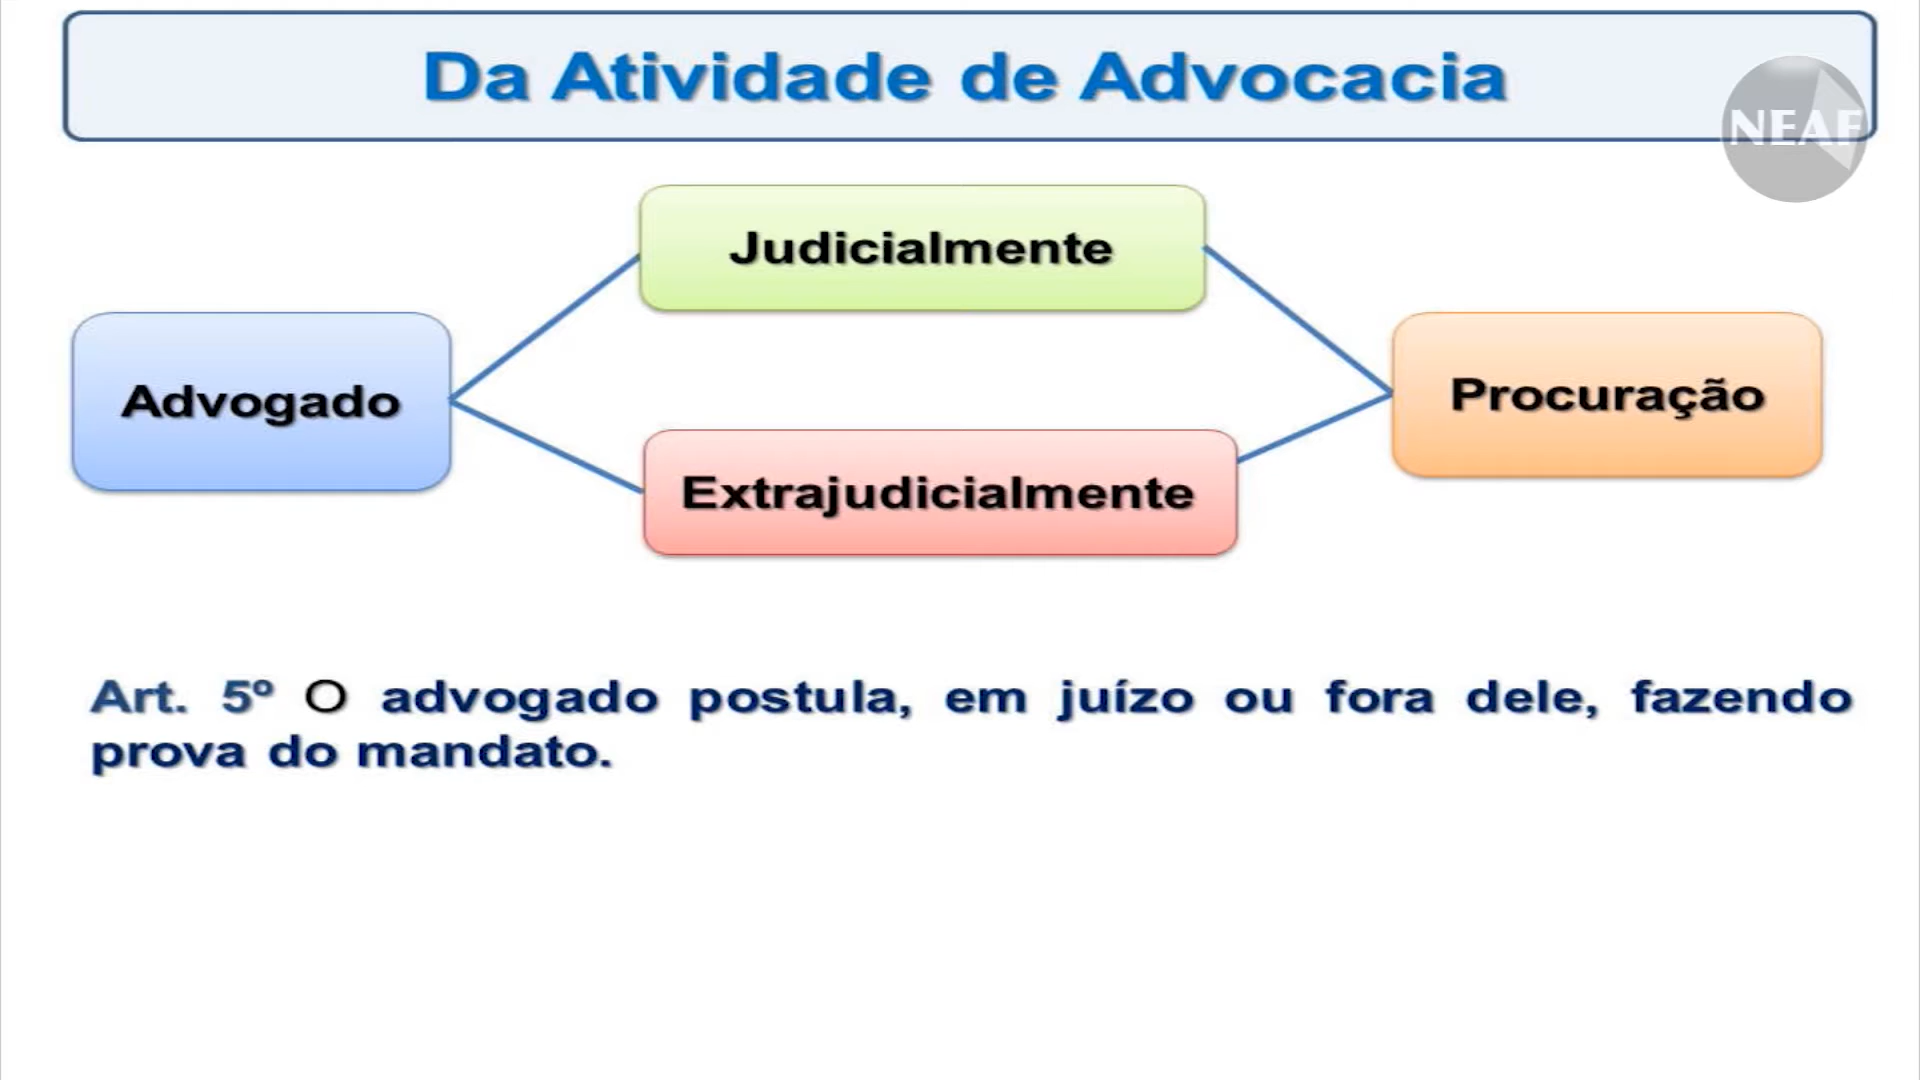 Da Atividade de Advocacia
NEAF
Judicialmente
Advogado
Procuração
Extrajudicialmente
Art. 5º O advogado postula, em juízo ou fora dele, fazendo
prova do mandato.